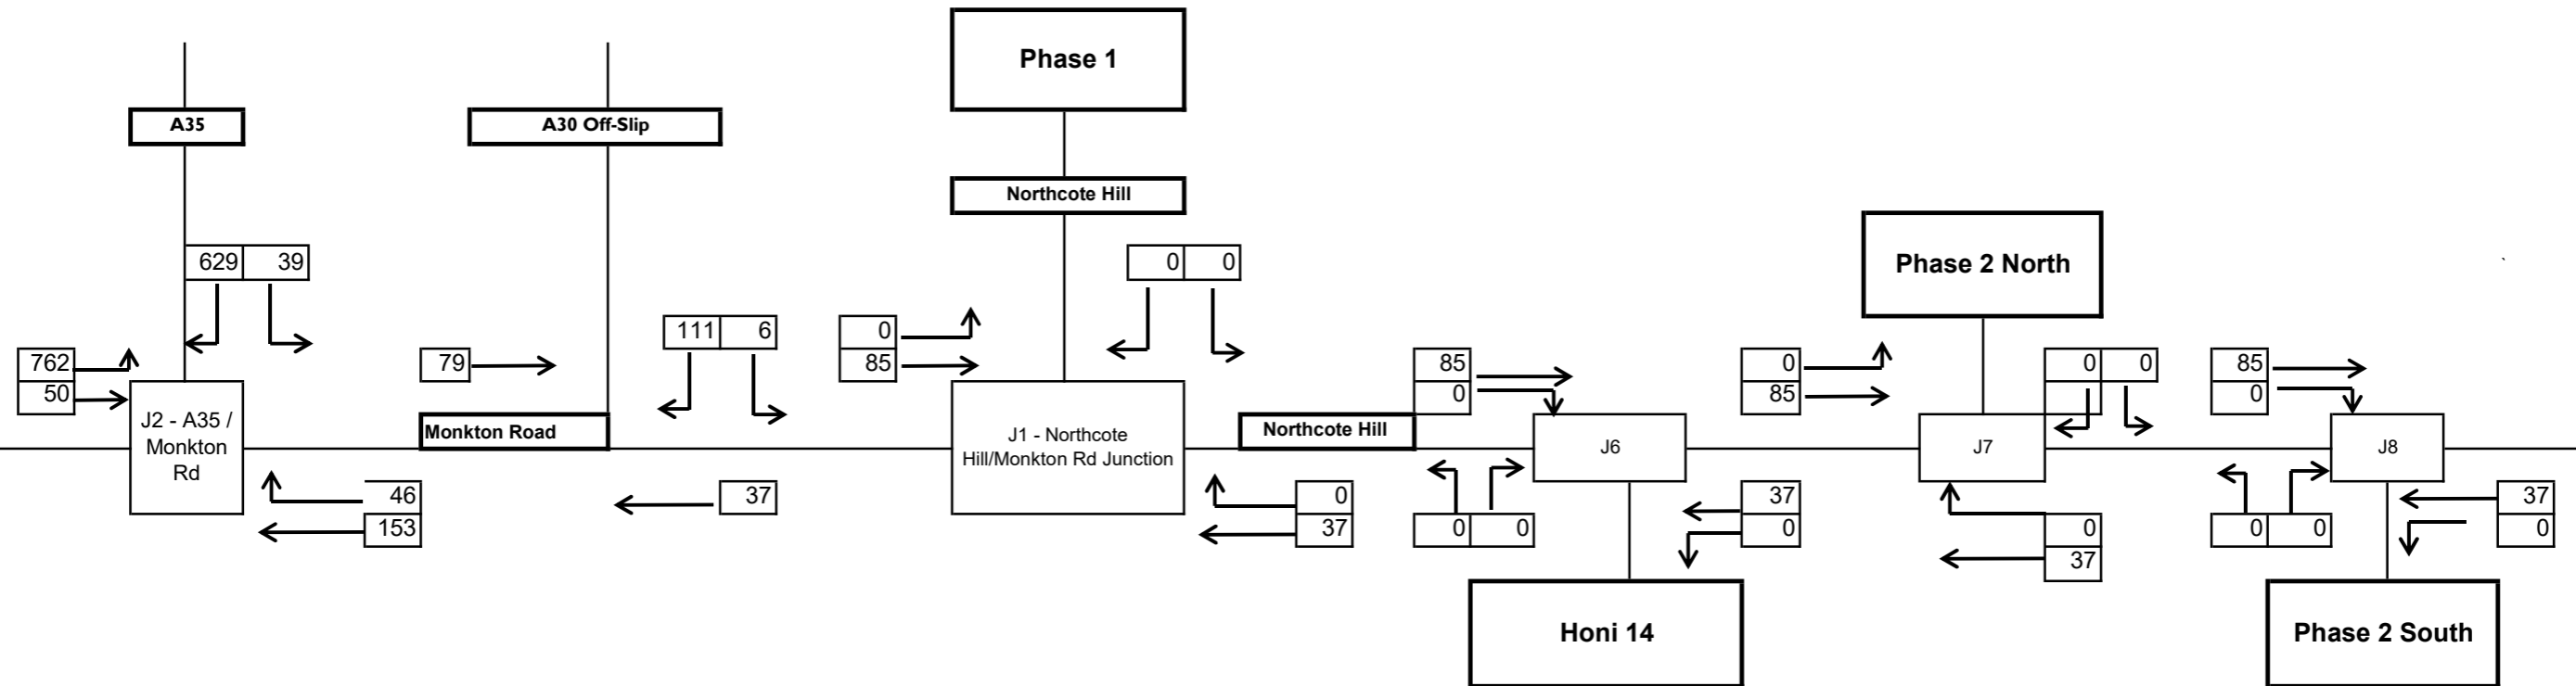 Phase 1
A35
A30 Off-Slip
Northcote Hill
629 39
0 0
Phase 2 North
762
50
79
111 6
0
85
85
0
0
85
0 0
85
0
J2 - A35 /
Monkton
Rd
Monkton Road
J1 - Northcote
Hill/Monkton Rd Junction
Northcote Hill
J6
J7
J8
46
153
37
0
37
0 0
37
0
0
37
0 0
37
0
Honi 14
Phase 2 South